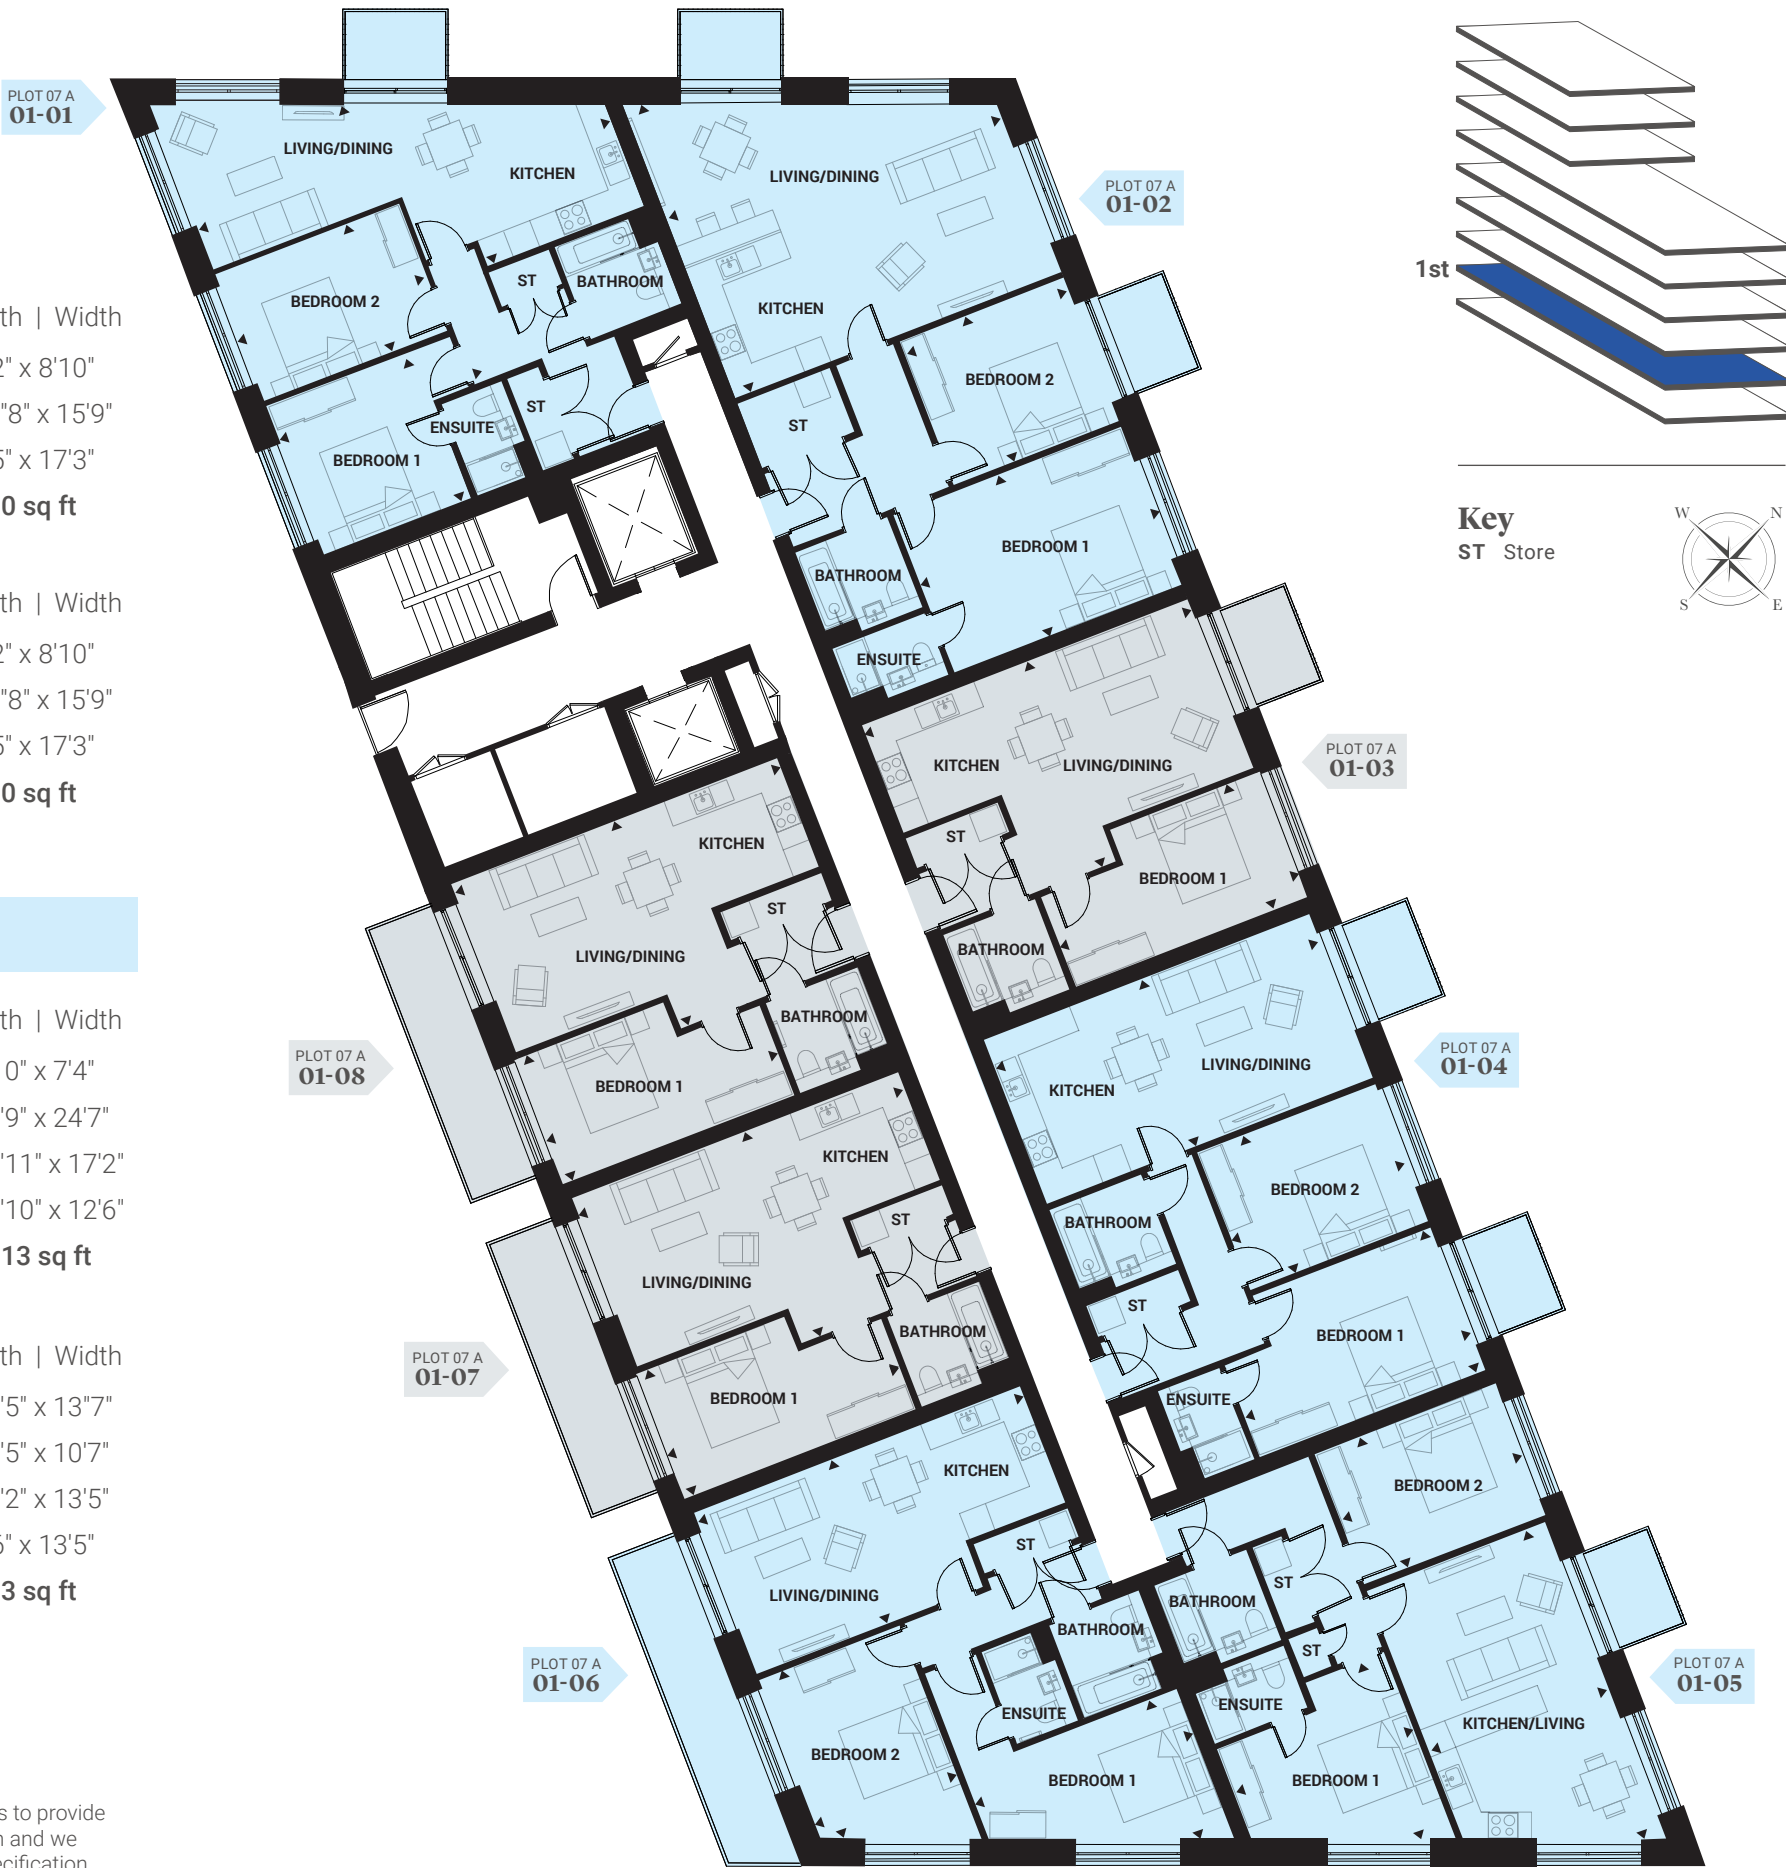 th | Width
2" x 8'10"
"8" x 15'9"
5" x 17'3"
0 sq ft
th | Width
2" x 8'10"
"8" x 15'9"
5" x 17'3"
0 sq ft
th | Width
0" x 7'4"
'9" x 24'7"
'11" x 17'2"
'10" x 12'6"
13 sq ft
th | Width
'5" x 13"7"
'5" x 10'7"
'2" x 13'5"
5" x 13'5"
3 sq ft
s to provide
n and we
ecification
PLOT 07 A
01-01
LIVING/DINING
KITCHEN
BEDROOM 2
ST
BATHROOM
BEDROOM 1
ENSUITE
ST
PLOT 07 A
01-02
LIVING/DINING
KITCHEN
BEDROOM 2
ST
BEDROOM 1
BATHROOM
ENSUITE
PLOT 07 A
01-03
KITCHEN
LIVING/DINING
ST
BEDROOM 1
BATHROOM
PLOT 07 A
01-04
LIVING/DINING
KITCHEN
BEDROOM 2
BATHROOM
ST
BEDROOM 1
ENSUITE
PLOT 07 A
01-05
BEDROOM 2
ST
BATHROOM
ST
ENSUITE
KITCHEN/LIVING
BEDROOM 1
PLOT 07 A
01-06
KITCHEN
ST
LIVING/DINING
BATHROOM
ENSUITE
BEDROOM 2
BEDROOM 1
PLOT 07 A
01-07
KITCHEN
ST
LIVING/DINING
BATHROOM
BEDROOM 1
PLOT 07 A
01-08
KITCHEN
ST
LIVING/DINING
BATHROOM
BEDROOM 1
1st
Key
ST Store
W N
S E